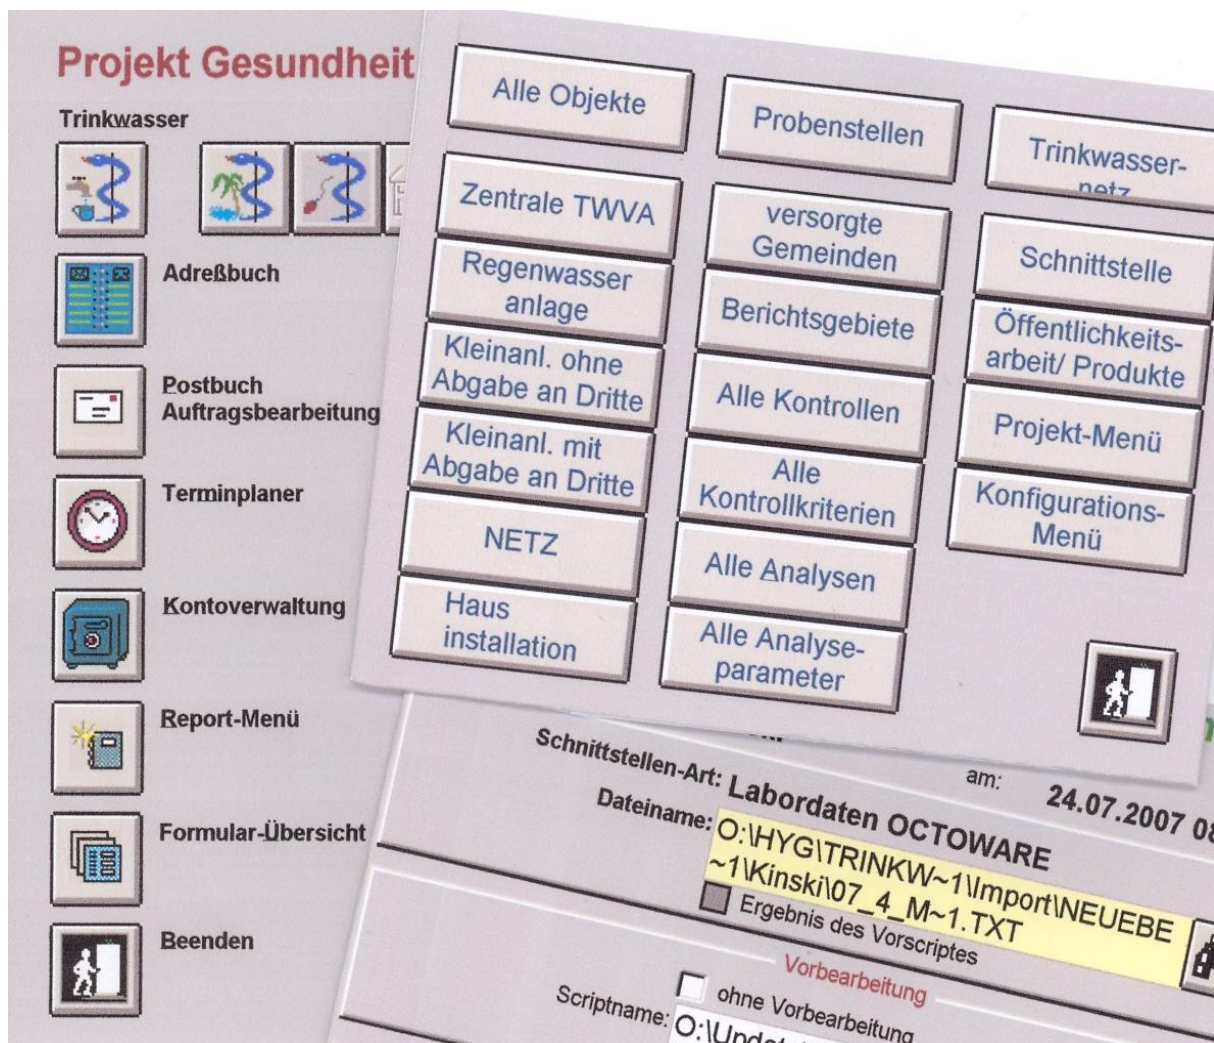 Projekt Gesundheit
Trinkwasser
Adreßbuch
Postbuch
Auftragsbearbeitung
Terminplaner
Kontoverwaltung
Report-Menü
Formular-Übersicht
Beenden
Alle Objekte
Zentrale TWVA
Regenwasser
anlage
Kleinanl. ohne
Abgabe an Dritte
Kleinanl. mit
Abgabe an Dritte
NETZ
Haus
installation
Probenstellen
versorgte
Gemeinden
Berichtsgebiete
Alle Kontrollen
Alle
Kontrollkriterien
Alle Analysen
Alle Analyse-
parameter
Trinkwasser-
netz
Schnittstelle
Öffentlichkeits-
arbeit/ Produkte
Projekt-Menü
Konfigurations-
Menü
am: 24.07.2007
Schnittstellen-Art: Labordaten OCTOWARE
Dateiname: O:\HYG\TRINKW~1\Import\NEUEBE
~1\Kinski\07_4_M~1.TXT
Ergebnis des Vorscriptes
Vorbearbeitung
ohne Vorbearbeitung
Scriptname: